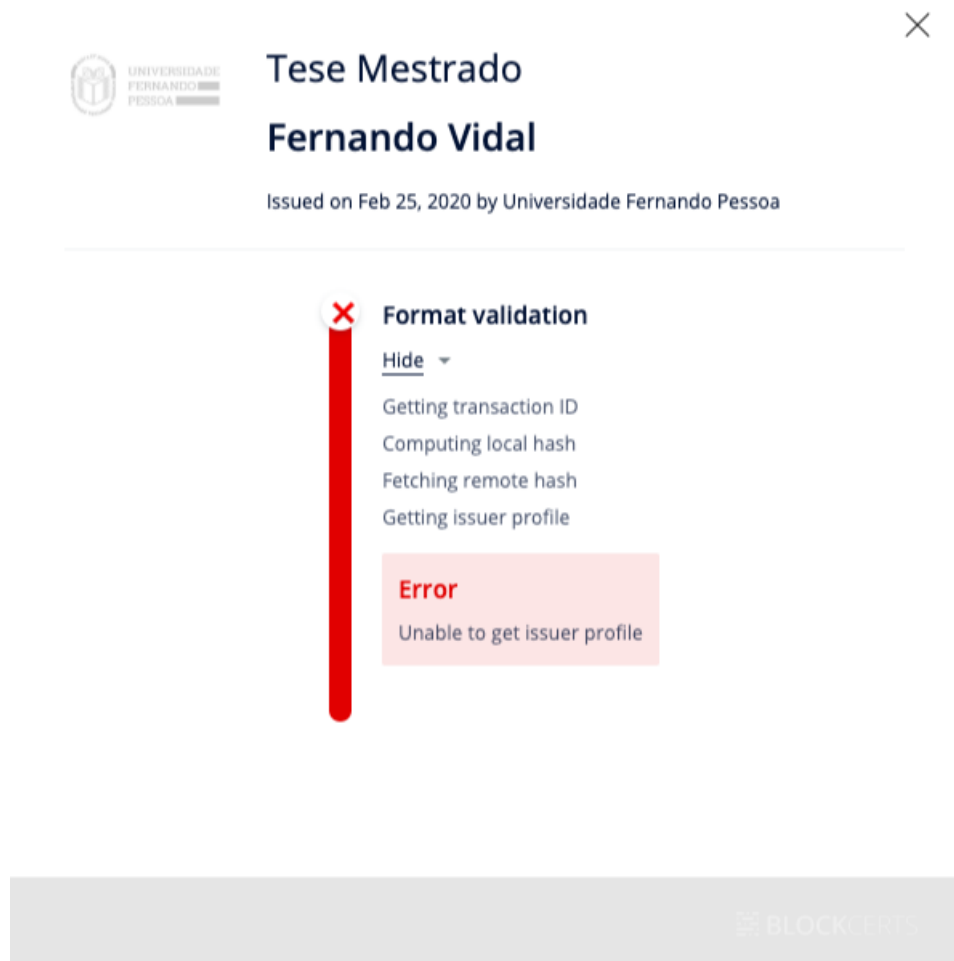 UNIVERSIDADE
FERNANDO
PESSOA
Tese Mestrado
Fernando Vidal
Issued on Feb 25, 2020 by Universidade Fernando Pessoa
Format validation
Hide
Getting transaction ID
Computing local hash
Fetching remote hash
Getting issuer profile
Error
Unable to get issuer profile
BLOCKCERTS